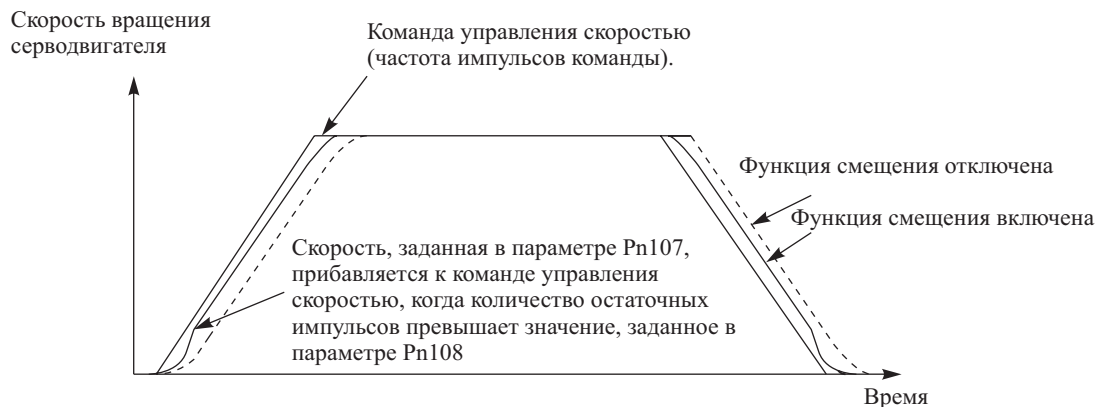 Скорость вращения
серводвигателя
Команда управления скоростью
(частота импульсов команды).
Функция смещения отключена
Функция смещения включена
Скорость, заданная в параметре Pn107,
прибавляется к команде управления
скоростью, когда количество остаточных
импульсов превышает значение, заданное в
параметре Pn108
Время